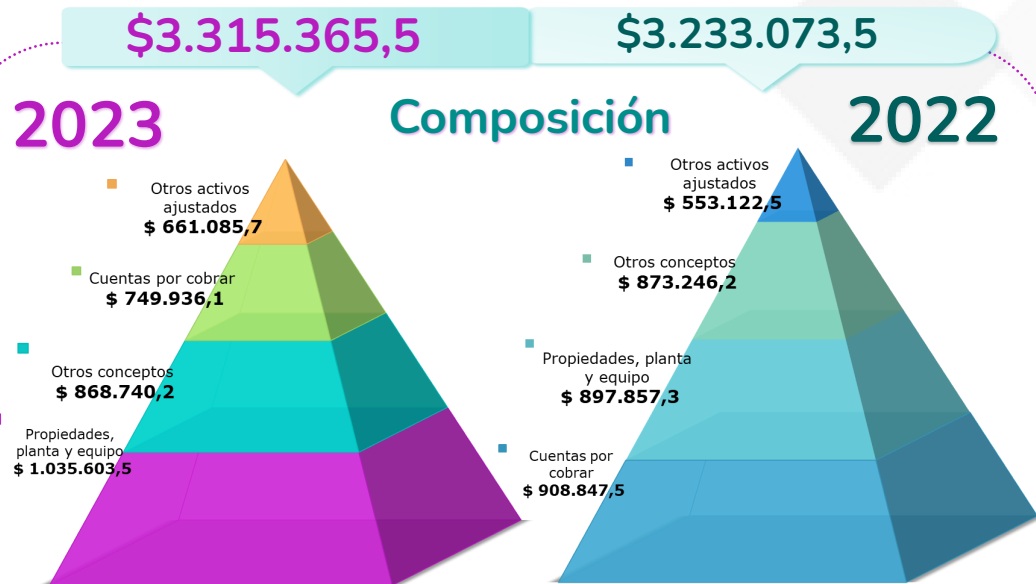 $3.315.365,5
$3.233.073,5
2023
Composición
2022
Otros activos
ajustados
$ 661.085,7
Cuentas por cobrar
$ 749.936,1
Otros conceptos
$ 868.740,2
Propiedades,
planta y equipo
$ 1.035.603,5
Otros activos
ajustados
$ 553.122,5
Otros conceptos
$ 873.246,2
Propiedades, planta
y equipo
$ 897.857,3
Cuentas por
cobrar
$ 908.847,5